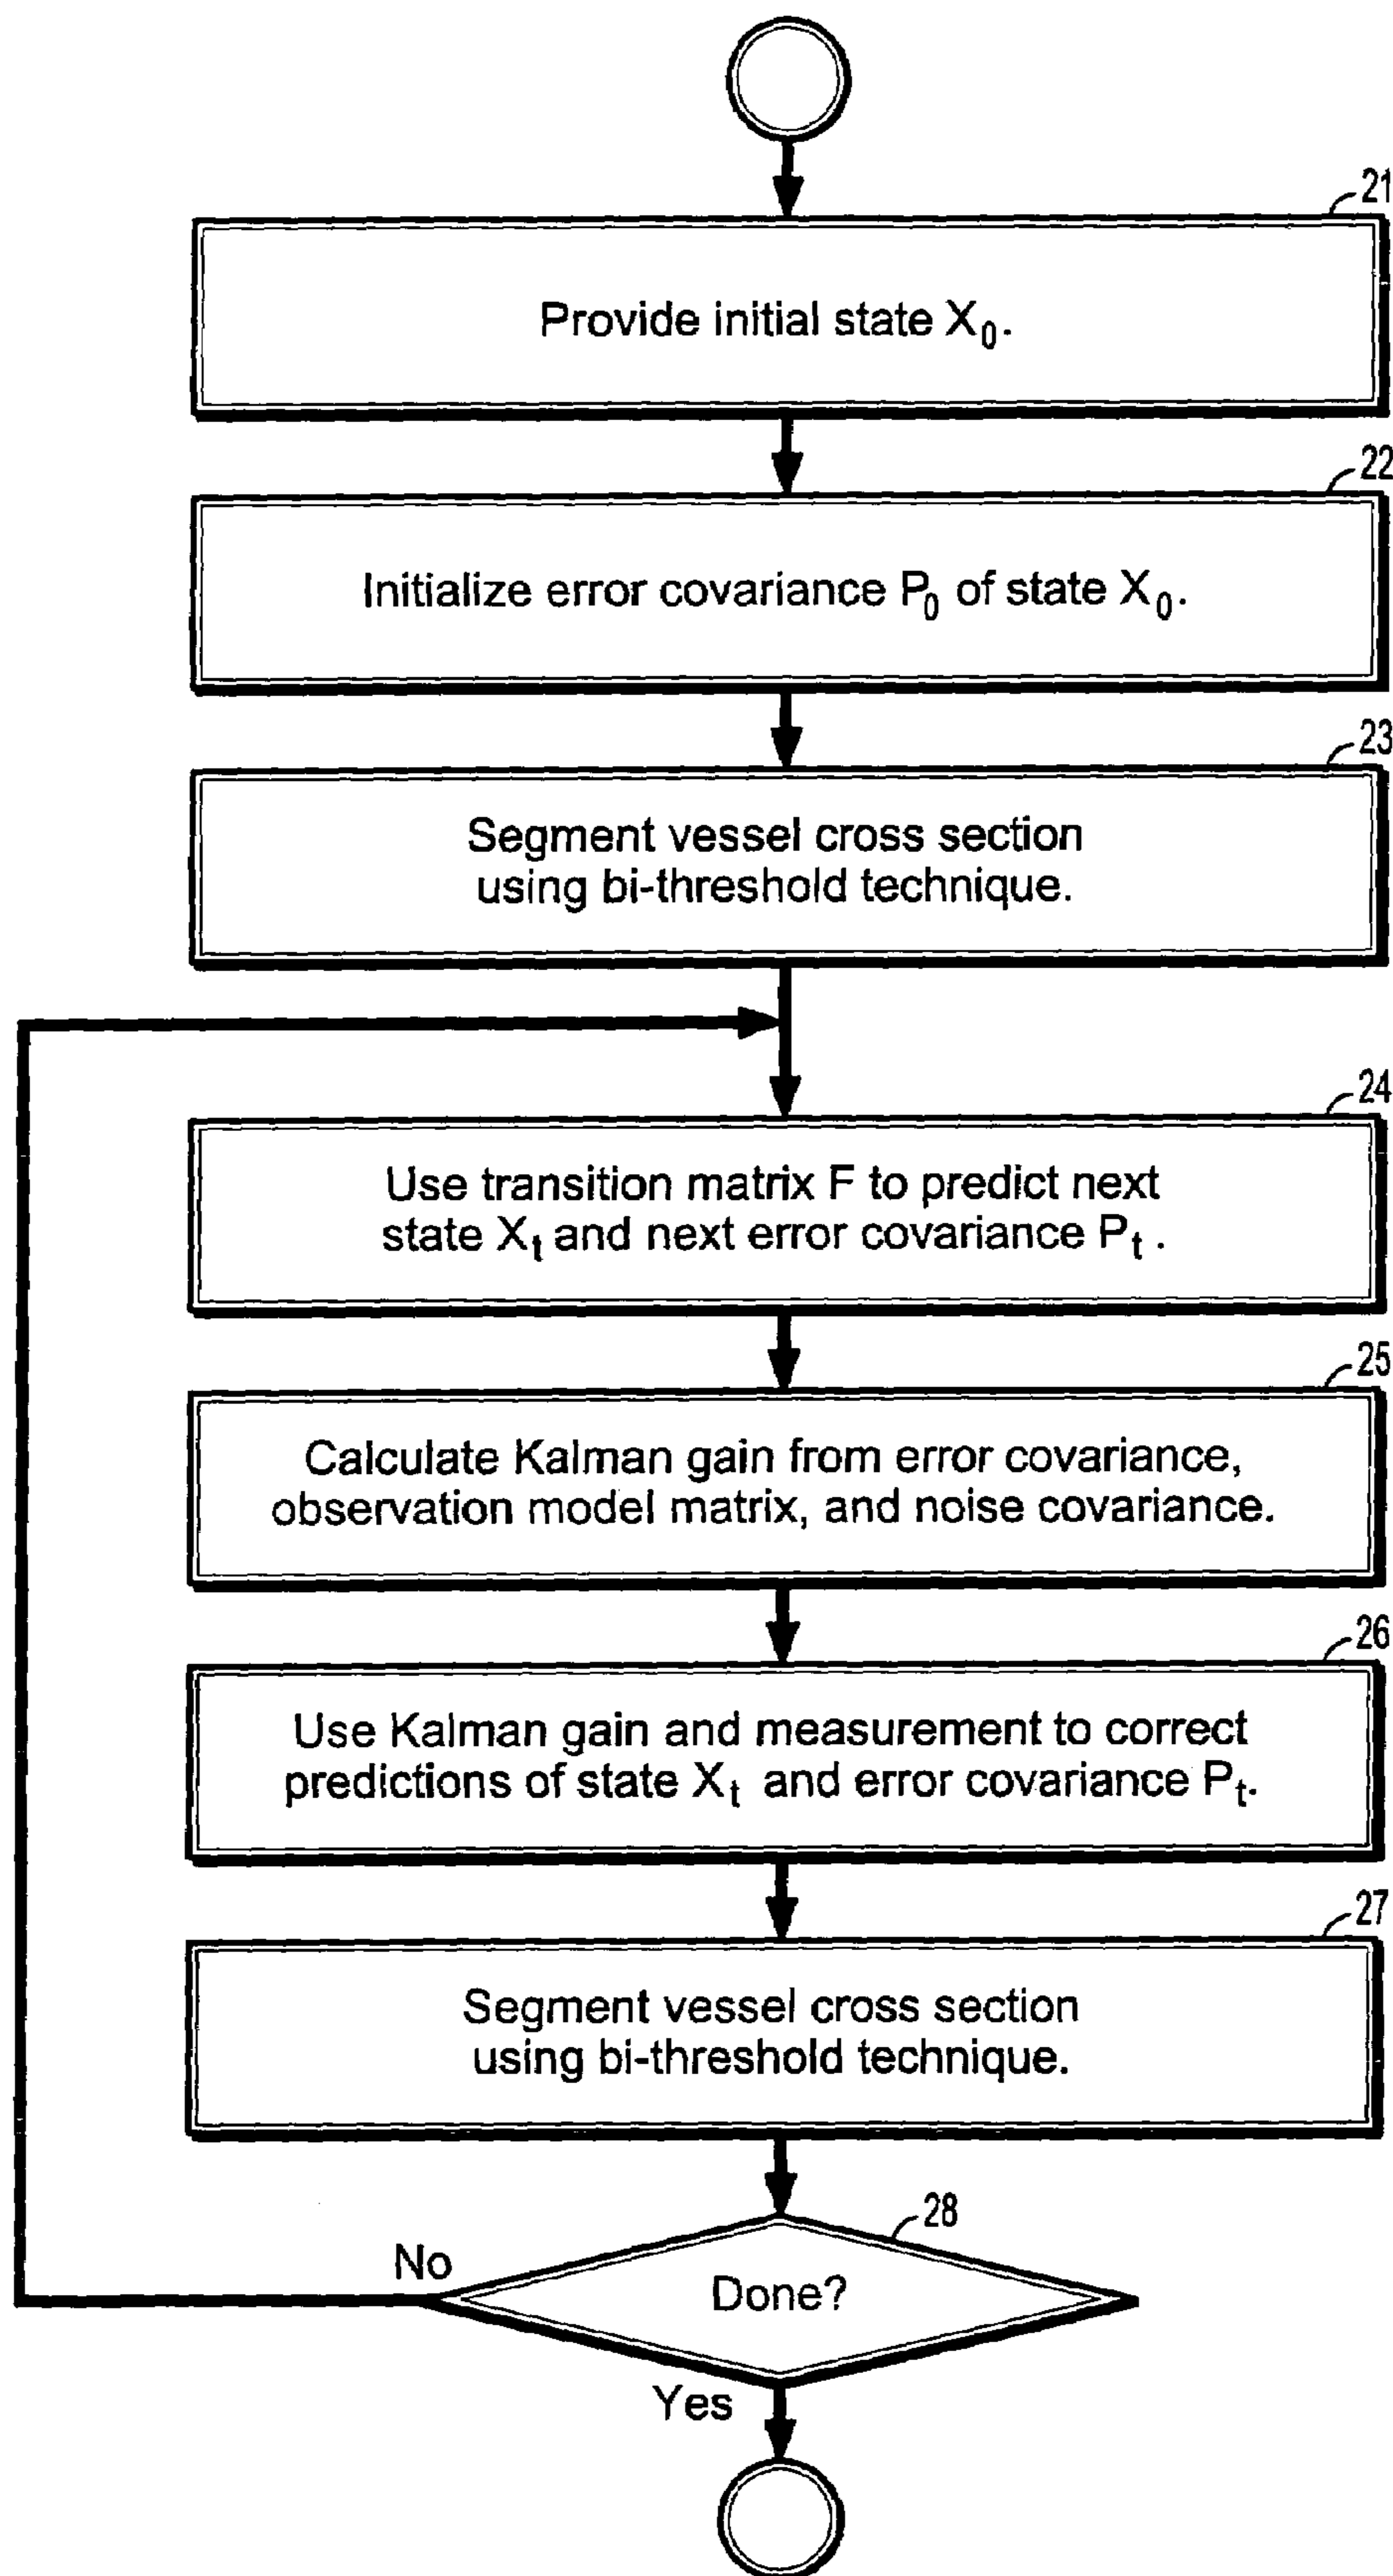 21
Provide initial state X₀.
22
Initialize error covariance P₀ of state X₀.
23
Segment vessel cross section
using bi-threshold technique.
24
Use transition matrix F to predict next
state Xₜ and next error covariance Pₜ .
25
Calculate Kalman gain from error covariance,
observation model matrix, and noise covariance.
26
Use Kalman gain and measurement to correct
predictions of state Xₜ and error covariance Pₜ.
27
Segment vessel cross section
using bi-threshold technique.
28
No
Done?
Yes